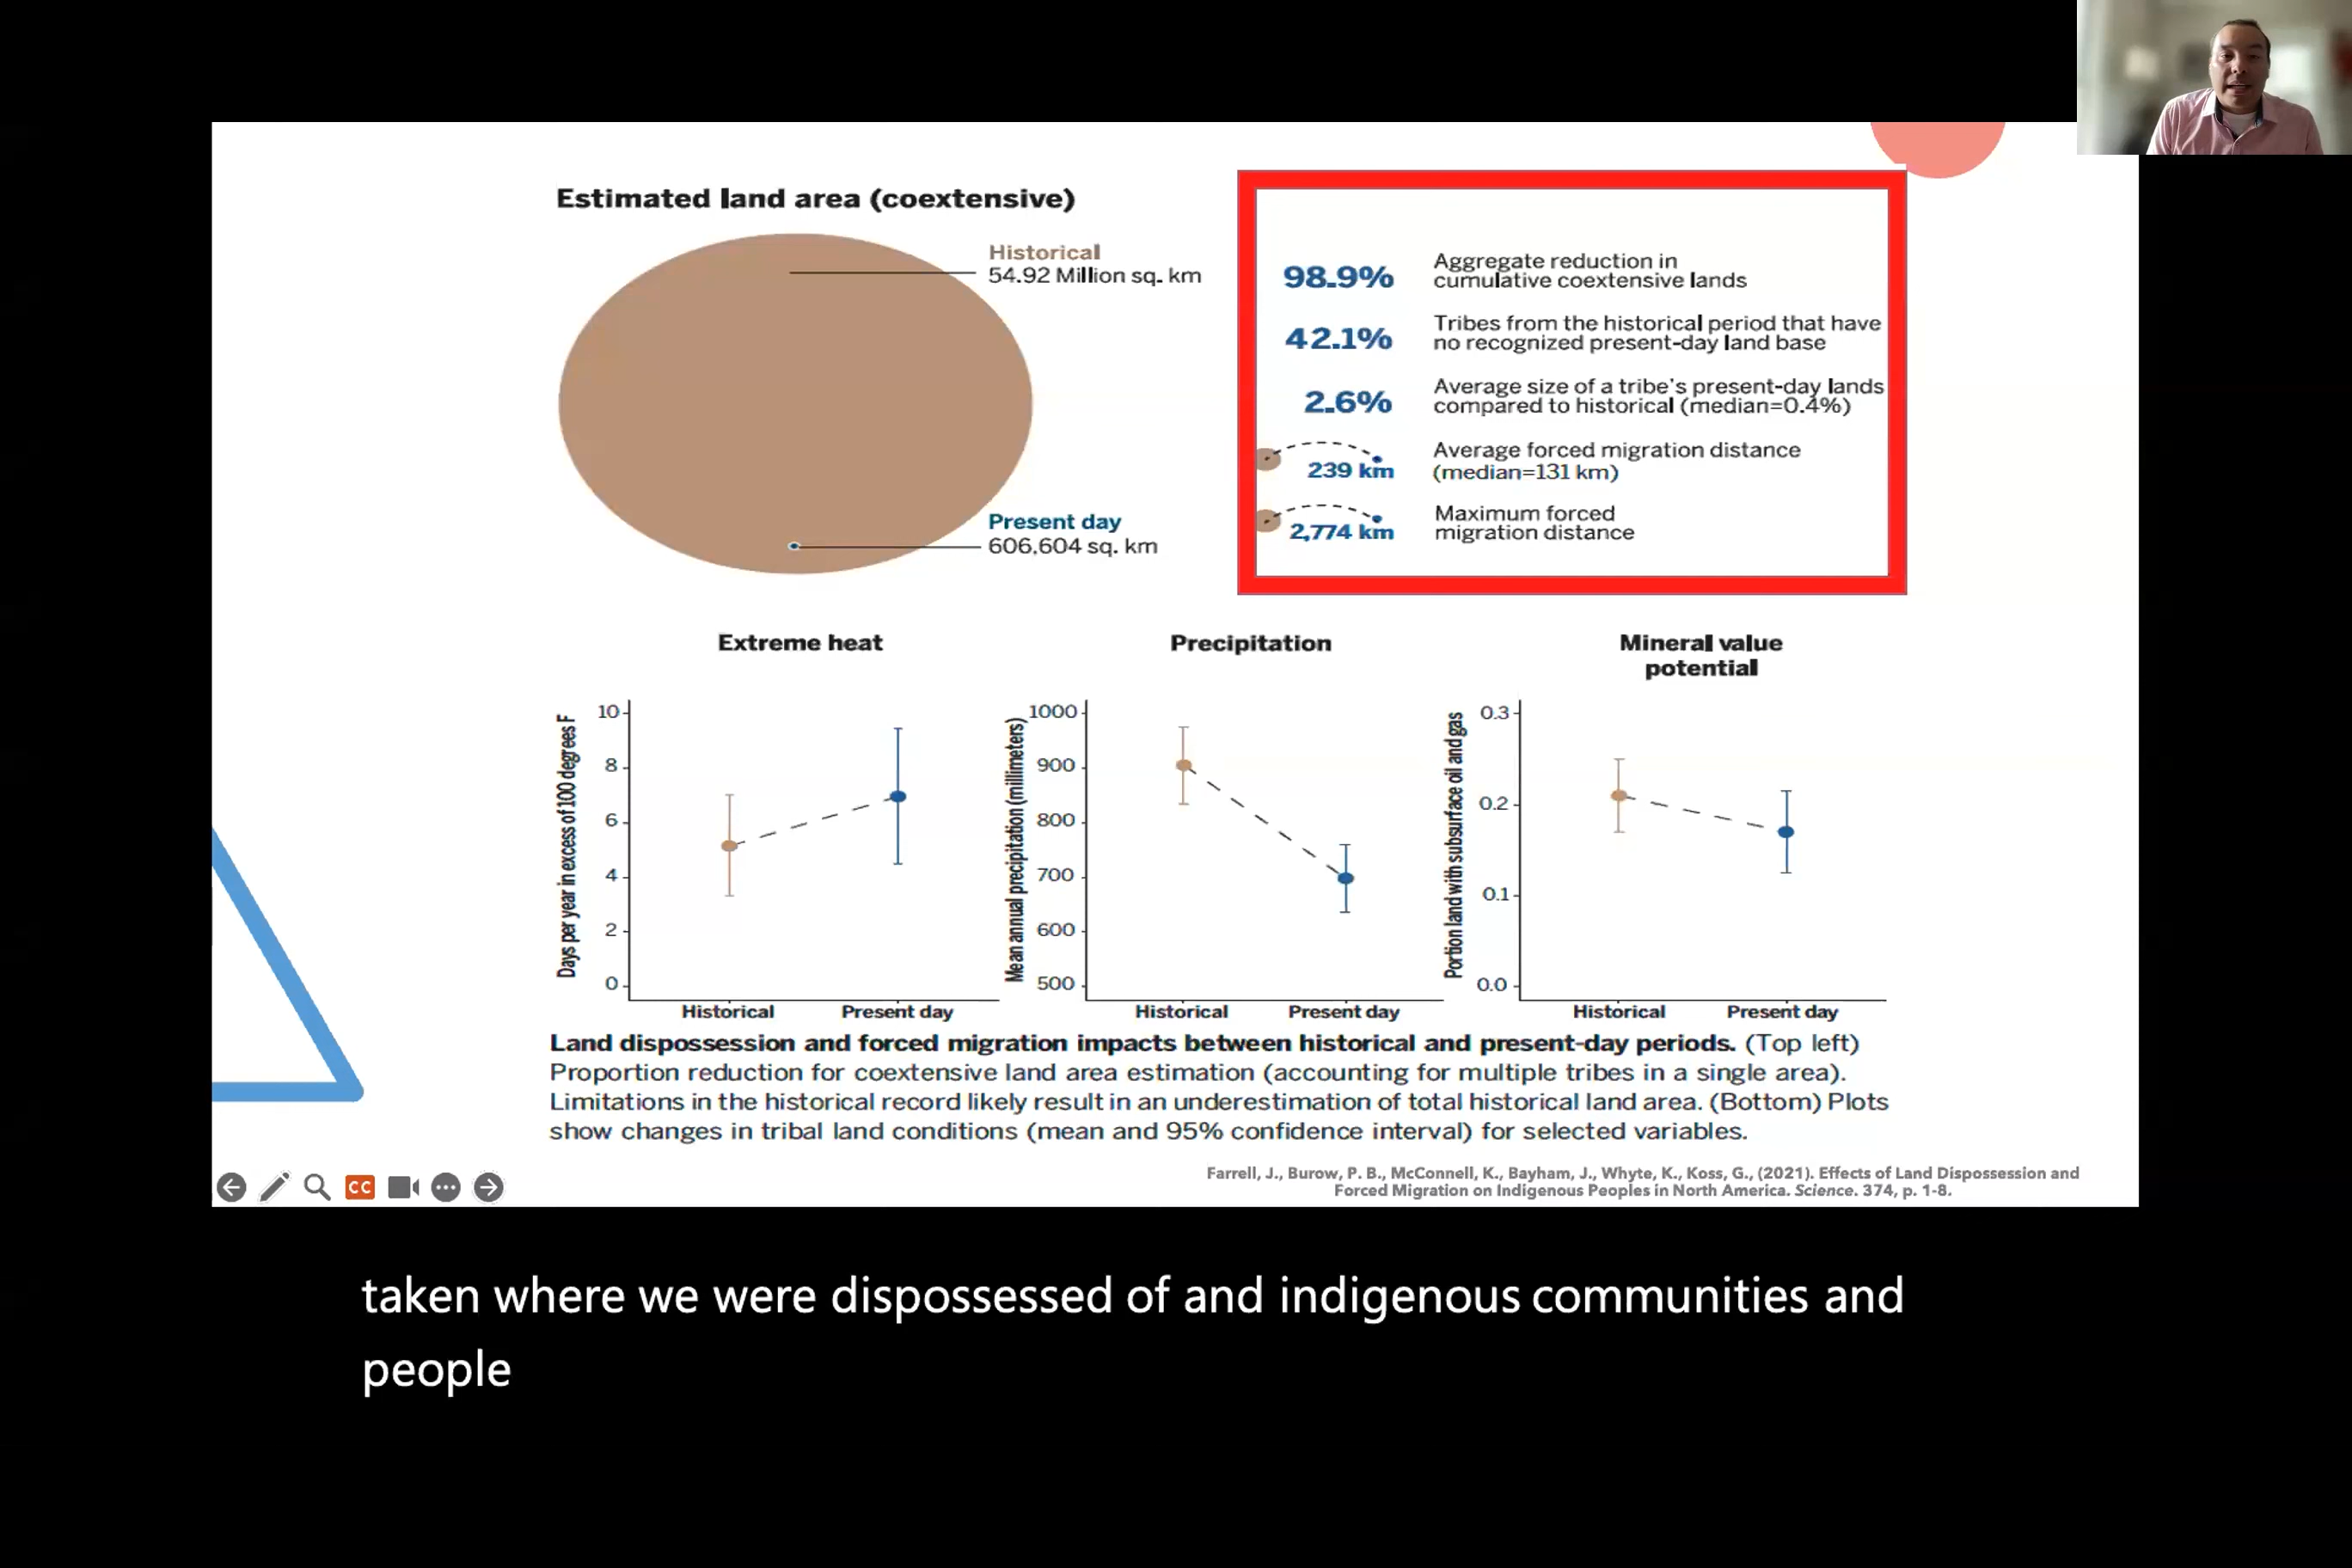 Estimated land area (coextensive)
Historical
54.92 Million sq. km
Present day
606,604 sq. km
98.9%
Aggregate reduction in
cumulative coextensive lands
42.1%
Tribes from the historical period that have
no recognized present-day land base
2.6%
Average size of a tribe's present-day lands
compared to historical (median=0.4%)
239 km
Average forced migration distance
(median=131 km)
2,774 km
Maximum forced
migration distance
Extreme heat
Days per year in excess of 100 degrees F
10
8
6
4
2
0
Historical
Present day
Precipitation
Mean annual precipitation (millimeters)
1000
900
800
700
600
500
Historical
Present day
Mineral value
potential
Portion land with subsurface oil and gas
0.3
0.2
0.1
0.0
Historical
Present day
Land dispossession and forced migration impacts between historical and present-day periods. (Top left)
Proportion reduction for coextensive land area estimation (accounting for multiple tribes in a single area).
Limitations in the historical record likely result in an underestimation of total historical land area. (Bottom) Plots
show changes in tribal land conditions (mean and 95% confidence interval) for selected variables.
CC
Farrell, J., Burow, P. B., McConnell, K., Bayham, J., Whyte, K., Koss, G., (2021). Effects of Land Dispossession and
Forced Migration on Indigenous Peoples in North America. Science. 374, p. 1-8.
taken where we were dispossessed of and indigenous communities and
people